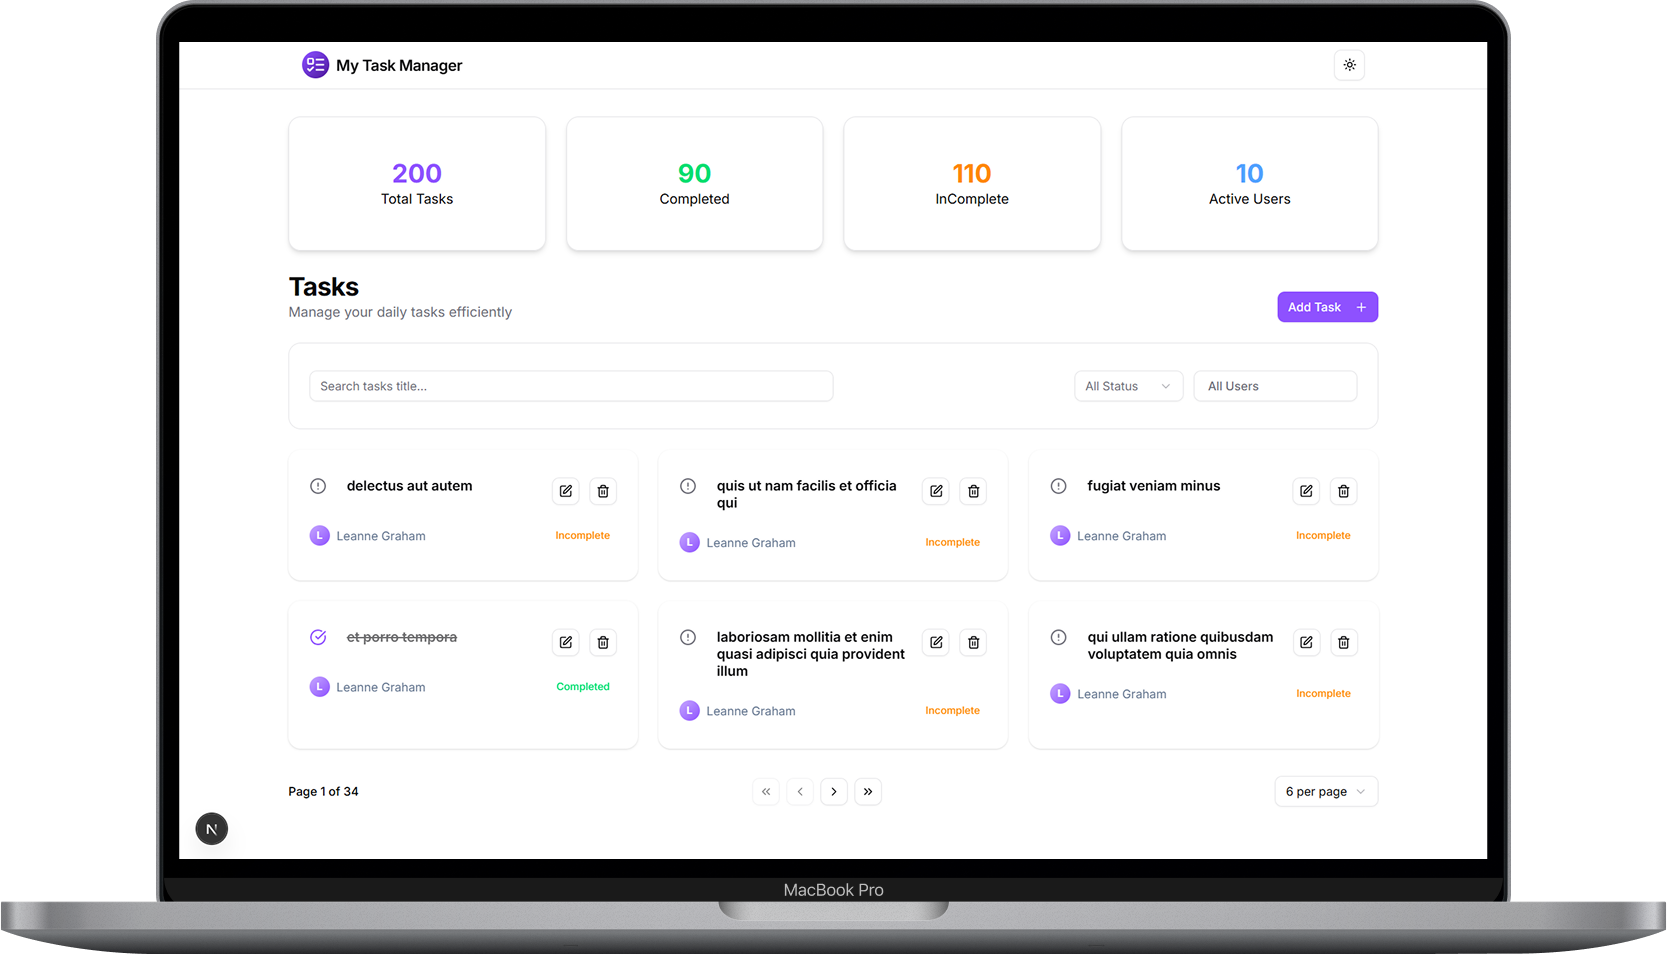 My Task Manager
200
Total Tasks
90
Completed
110
InComplete
10
Active Users
Tasks
Manage your daily tasks efficiently
Add Task +
Search tasks title...
All Status
All Users
delectus aut autem
L Leanne Graham
Incomplete
quis ut nam facilis et officia
qui
L Leanne Graham
Incomplete
fugiat veniam minus
L Leanne Graham
Incomplete
et porro tempora
L Leanne Graham
Completed
laboriosam mollitia et enim
quasi adipisci quia provident
illum
L Leanne Graham
Incomplete
qui ullam ratione quibusdam
voluptatem quia omnis
L Leanne Graham
Incomplete
Page 1 of 34
« ‹ › »
6 per page
N
MacBook Pro